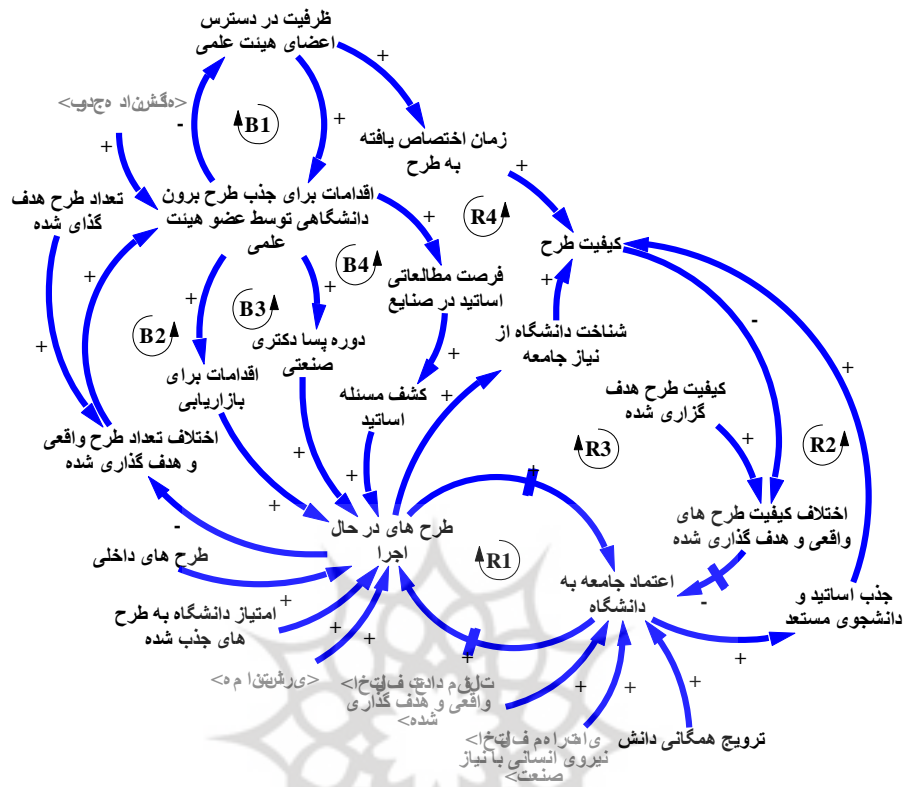 ظرفیت در دسترس
اعضای هیئت علمی
+
+
-
B1
+
زمان اختصاص یافته
به طرح
+
تعداد طرح هدف
گذای شده
اقدامات برای جذب طرح برون
دانشگاهی توسط عضو هیئت
علمی
+
R4
کیفیت طرح
+
+
+
+
B4
فرصت مطالعاتی
اساتید در صنایع
+
B3
B2
+
دوره پسا دکتری
صنعتی
شناخت دانشگاه از
نیاز جامعه
-
+
+
اقدامات برای
بازاریابی
کشف مسئله
اساتید
+
کیفیت طرح هدف
گزاری شده
+
اختلاف تعداد طرح واقعی
و هدف گذاری شده
R3
R2
+
+
+
+
+
-
طرح های در حال
اجرا
اختلاف کیفیت طرح های
واقعی و هدف گذاری شده
طرح های داخلی
R1
اعتماد جامعه به
دانشگاه
-
جذب اساتید و
دانشجوی مستعد
امتیاز دانشگاه به طرح
های جذب شده
+
+
+
+
+
واقعی و هدف گذاری
شده>
+
+
+
نیروی انسانی با نیاز
صنعت>
ترویج همگانی دانش